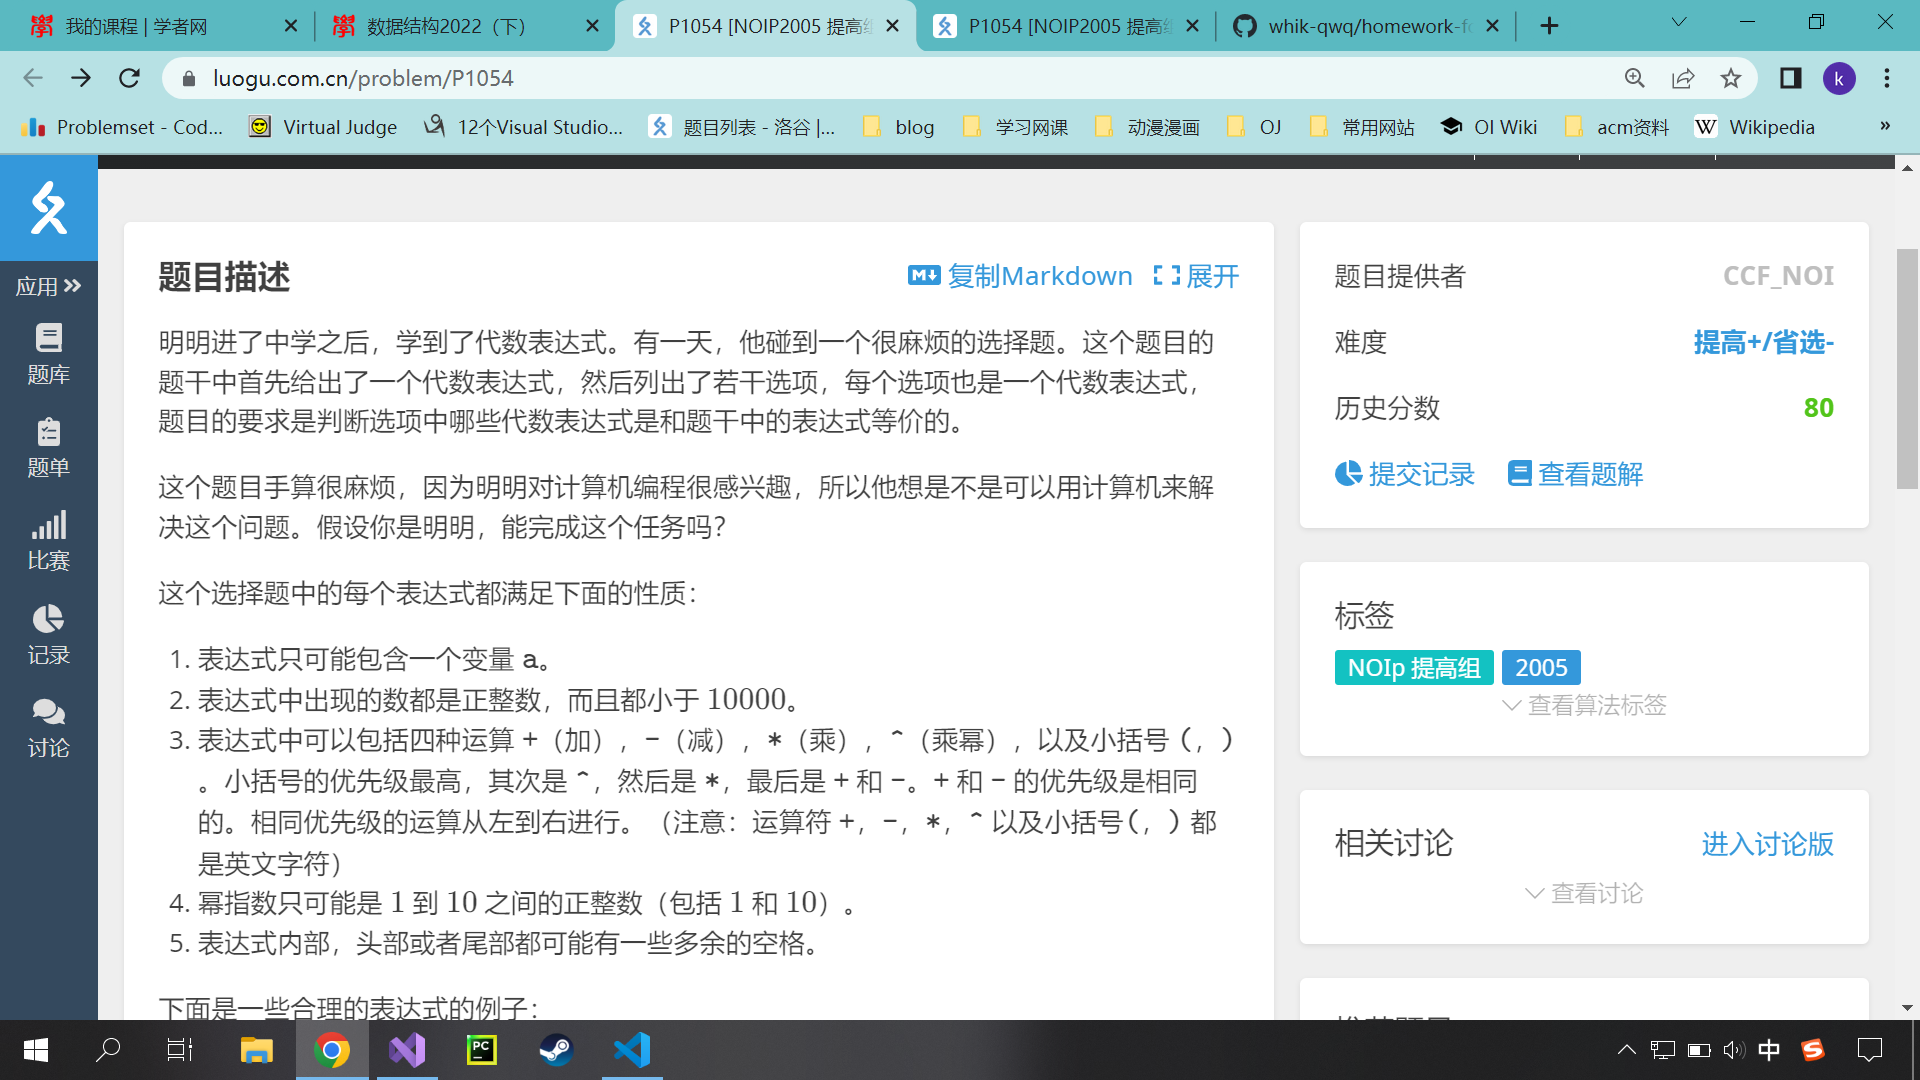 我的课程 | 学者网
数据结构2022（下）
P1054 [NOIP2005 提高组
P1054 [NOIP2005 提高组
whik-qwq/homework-fo
luogu.com.cn/problem/P1054
k
Problemset - Cod...
Virtual Judge
12个Visual Studio...
题目列表 - 洛谷 |...
blog
学习网课
动漫漫画
OJ
常用网站
OI Wiki
acm资料
W Wikipedia
»
应用
题库
题单
比赛
记录
讨论
题目描述
复制Markdown
展开
明明进了中学之后，学到了代数表达式。有一天，他碰到一个很麻烦的选择题。这个题目的
题干中首先给出了一个代数表达式，然后列出了若干选项，每个选项也是一个代数表达式，
题目的要求是判断选项中哪些代数表达式是和题干中的表达式等价的。
这个题目手算很麻烦，因为明明对计算机编程很感兴趣，所以他想是不是可以用计算机来解
决这个问题。假设你是明明，能完成这个任务吗？
这个选择题中的每个表达式都满足下面的性质：
1. 表达式只可能包含一个变量 a。
2. 表达式中出现的数都是正整数，而且都小于 10000。
3. 表达式中可以包括四种运算 +（加），-（减），*（乘），^（乘幂），以及小括号 (，)
。小括号的优先级最高，其次是 ^，然后是 *，最后是 + 和 -。+ 和 - 的优先级是相同
的。相同优先级的运算从左到右进行。（注意：运算符 +，-，*，^ 以及小括号(，) 都
是英文字符）
4. 幂指数只可能是 1 到 10 之间的正整数（包括 1 和 10）。
5. 表达式内部，头部或者尾部都可能有一些多余的空格。
下面是一些合理的表达式的例子：
题目提供者
CCF_NOI
难度
提高+/省选-
历史分数
80
提交记录
查看题解
标签
NOIp 提高组
2005
查看算法标签
相关讨论
进入讨论版
查看讨论
PC
中
S